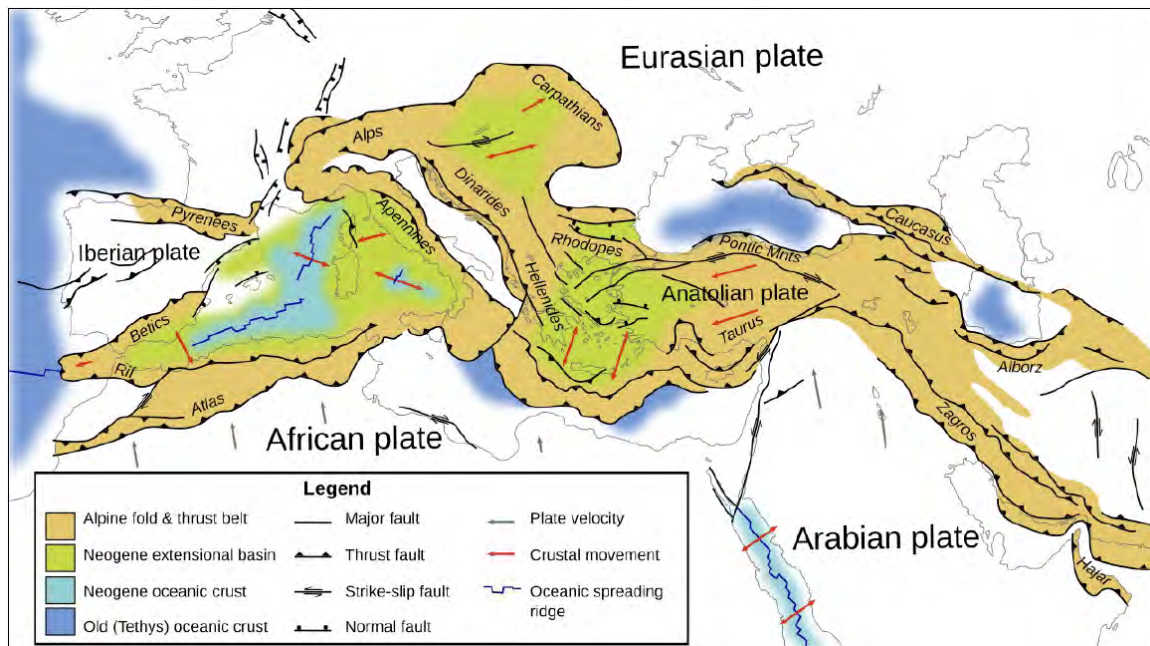 Eurasian plate
Carpathians
Alps
Dinarides
Pyrenees
Apennines
Caucasus
Iberian plate
Rhodopes
Pontic Mnts
Hellenides
Anatolian plate
Betics
Taurus
Rif
Alborz
Atlas
Zagros
African plate
Arabian plate
Hajar
Legend
Alpine fold & thrust belt
Major fault
Plate velocity
Neogene extensional basin
Thrust fault
Crustal movement
Neogene oceanic crust
Strike-slip fault
Oceanic spreading
ridge
Old (Tethys) oceanic crust
Normal fault